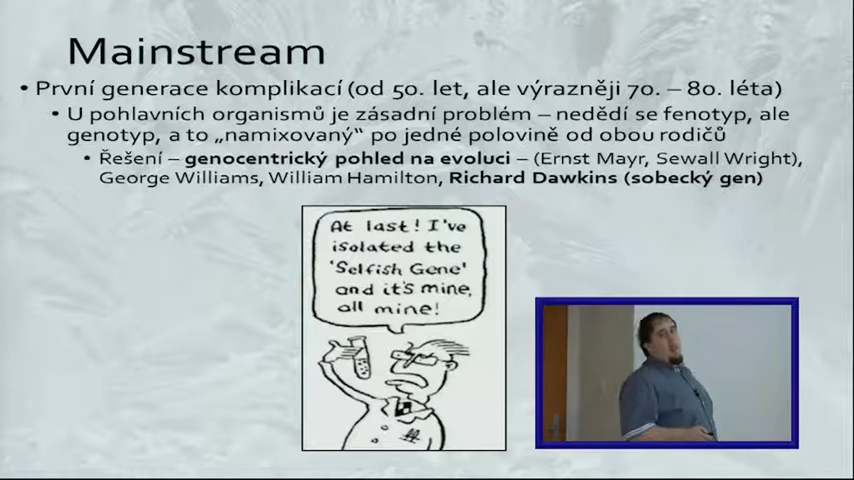 Mainstream
• První generace komplikací (od 50. let, ale výrazněji 70. – 80. léta)
• U pohlavních organismů je zásadní problém – nedědí se fenotyp, ale
genotyp, a to „namixovaný“ po jedné polovině od obou rodičů
• Řešení – genocentrický pohled na evoluci – (Ernst Mayr, Sewall Wright),
George Williams, William Hamilton, Richard Dawkins (sobecký gen)
At last! I've
isolated the
'Selfish Gene'
and it's mine,
all mine!